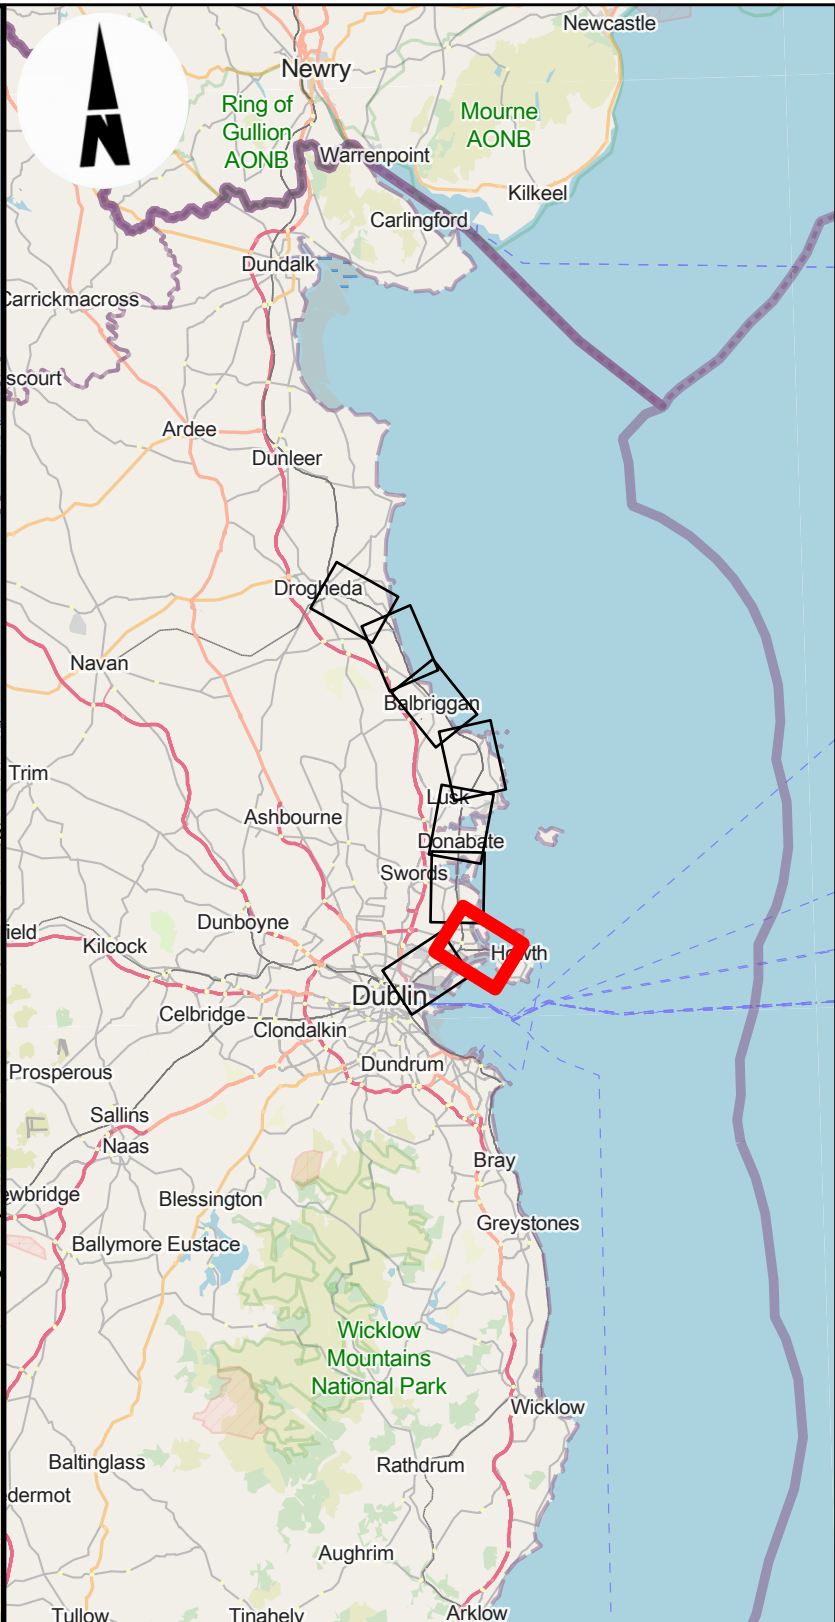 Newcastle
Newry
Ring of
Gullion
AONB
Mourne
AONB
N
Warrenpoint
Kilkeel
Carlingford
Dundalk
Carrickmacross
scourt
Ardee
Dunleer
Drogheda
Navan
Balbriggan
Trim
Lusk
Ashbourne
Donabate
Swords
Dunboyne
ield
Kilcock
Howth
Dublin
Celbridge
Clondalkin
Dundrum
Prosperous
Sallins
Naas
Bray
ewbridge
Blessington
Greystones
Ballymore Eustace
Wicklow
Mountains
National Park
Wicklow
Baltinglass
Rathdrum
dermot
Aughrim
Tullow
Tinahely
Arklow